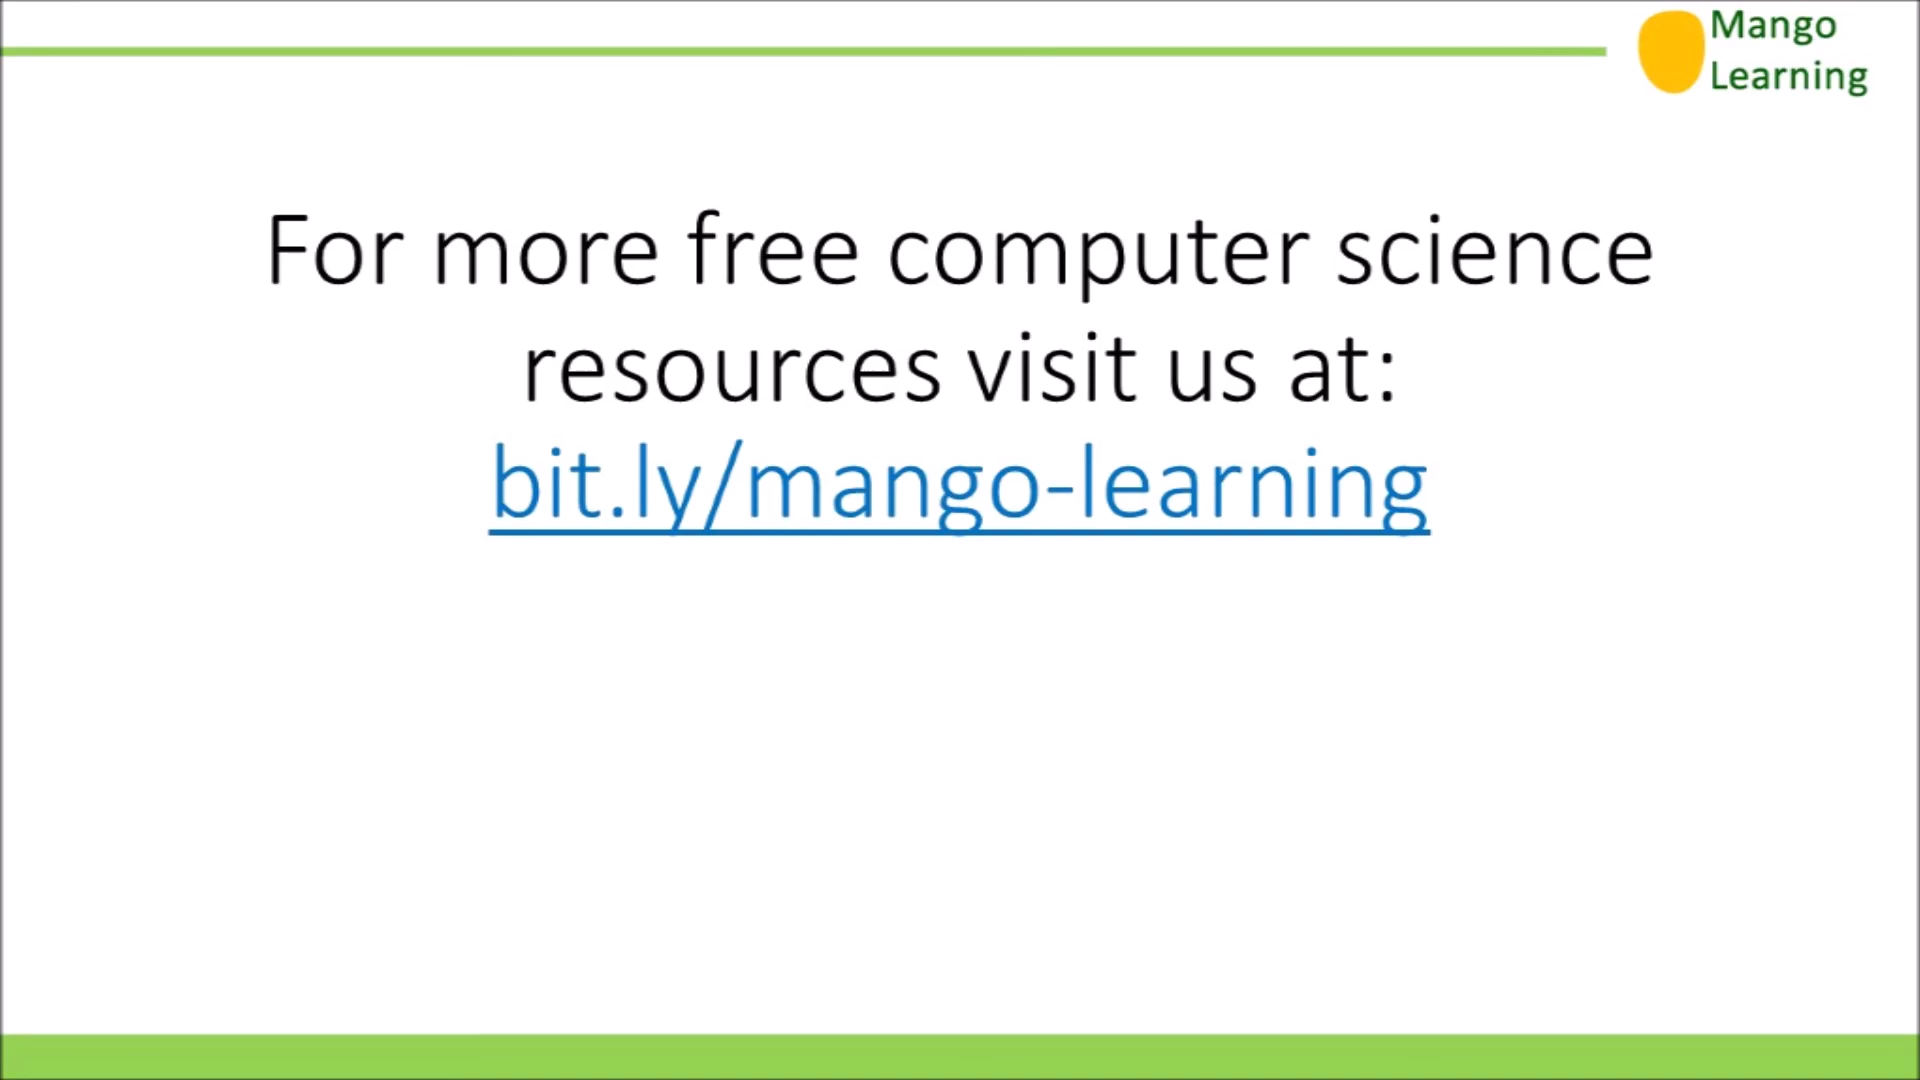 Mango
Learning
For more free computer science
resources visit us at:
bit.ly/mango-learning